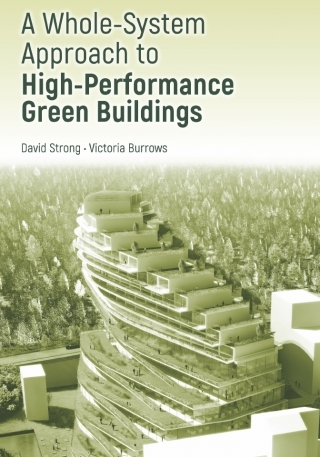 A Whole-System
Approach to
High-Performance
Green Buildings
David Strong · Victoria Burrows